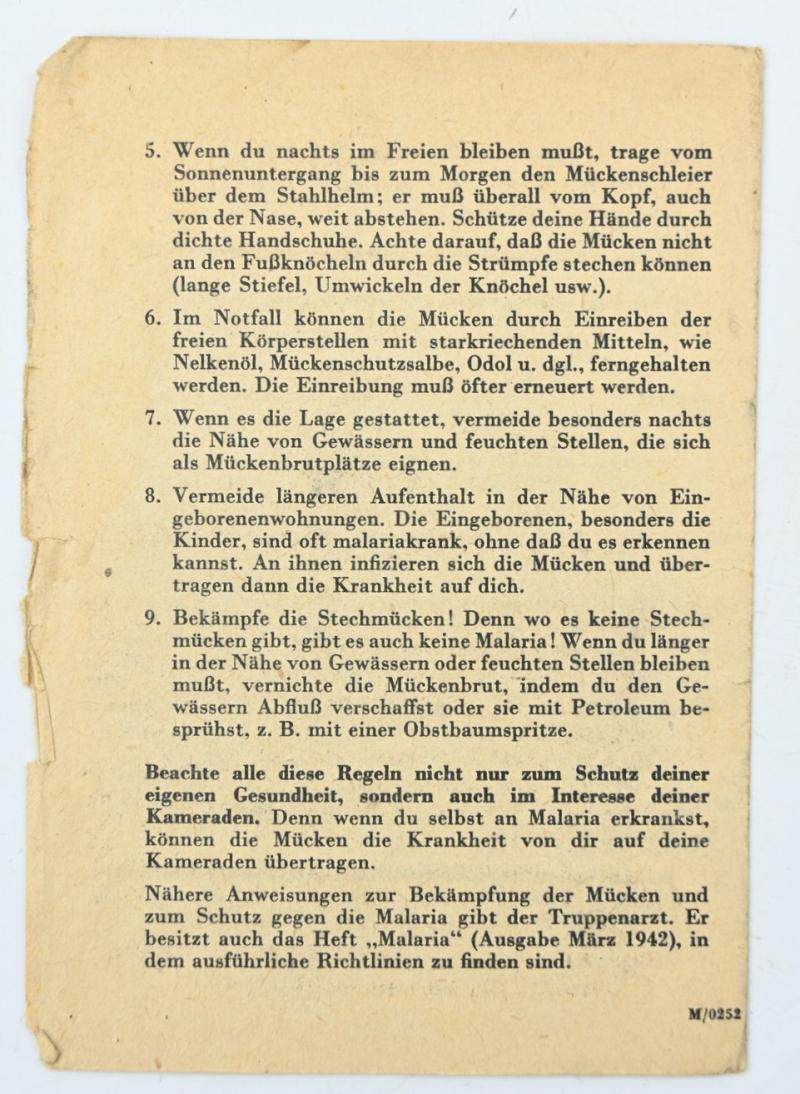 5. Wenn du nachts im Freien bleiben mußt, trage vom
Sonnenuntergang bis zum Morgen den Mückenschleier
über dem Stahlhelm; er muß überall vom Kopf, auch
von der Nase, weit abstehen. Schütze deine Hände durch
dichte Handschuhe. Achte darauf, daß die Mücken nicht
an den Fußknöcheln durch die Strümpfe stechen können
(lange Stiefel, Umwickeln der Knöchel usw.).
6. Im Notfall können die Mücken durch Einreiben der
freien Körperstellen mit starkriechenden Mitteln, wie
Nelkenöl, Mückenschutzsalbe, Odol u. dgl., ferngehalten
werden. Die Einreibung muß öfter erneuert werden.
7. Wenn es die Lage gestattet, vermeide besonders nachts
die Nähe von Gewässern und feuchten Stellen, die sich
als Mückenbrutplätze eignen.
8. Vermeide längeren Aufenthalt in der Nähe von Ein-
geborenenwohnungen. Die Eingeborenen, besonders die
Kinder, sind oft malariakrank, ohne daß du es erkennen
kannst. An ihnen infizieren sich die Mücken und über-
tragen dann die Krankheit auf dich.
9. Bekämpfe die Stechmücken! Denn wo es keine Stech-
mücken gibt, gibt es auch keine Malaria! Wenn du länger
in der Nähe von Gewässern oder feuchten Stellen bleiben
mußt, vernichte die Mückenbrut, indem du den Ge-
wässern Abfluß verschaffst oder sie mit Petroleum be-
sprühst, z. B. mit einer Obstbaumspritze.
Beachte alle diese Regeln nicht nur zum Schutz deiner
eigenen Gesundheit, sondern auch im Interesse deiner
Kameraden. Denn wenn du selbst an Malaria erkrankst,
können die Mücken die Krankheit von dir auf deine
Kameraden übertragen.
Nähere Anweisungen zur Bekämpfung der Mücken und
zum Schutz gegen die Malaria gibt der Truppenarzt. Er
besitzt auch das Heft „Malaria“ (Ausgabe März 1942), in
dem ausführliche Richtlinien zu finden sind.
M/0252